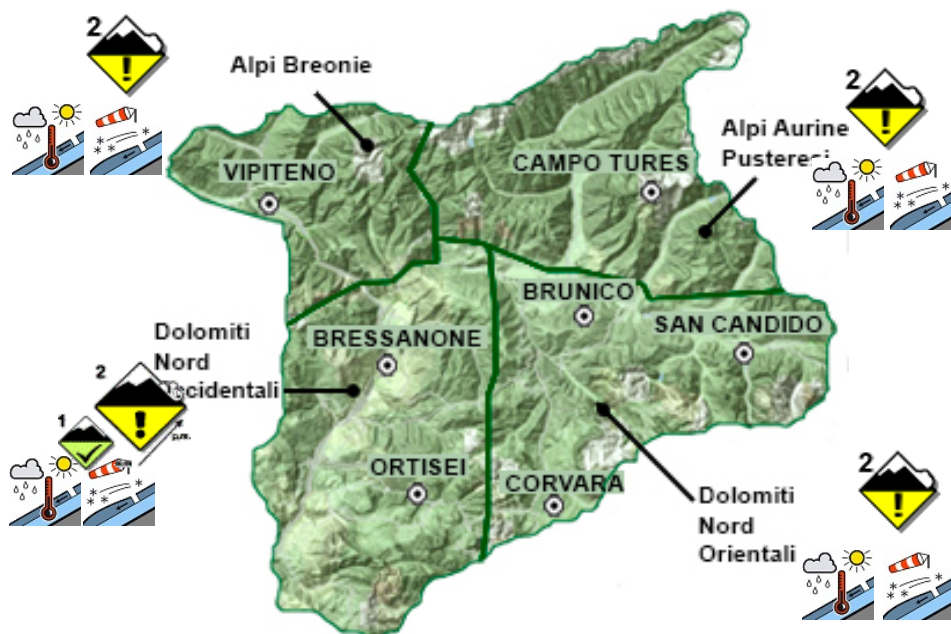 2
Alpi Breonie
VIPITENO
2
Alpi Aurine
Pusteresi
CAMPO TURES
BRUNICO
SAN CANDIDO
Dolomiti
Nord
Occidentali
BRESSANONE
2
1
p.m.
ORTISEI
CORVARA
2
Dolomiti
Nord
Orientali